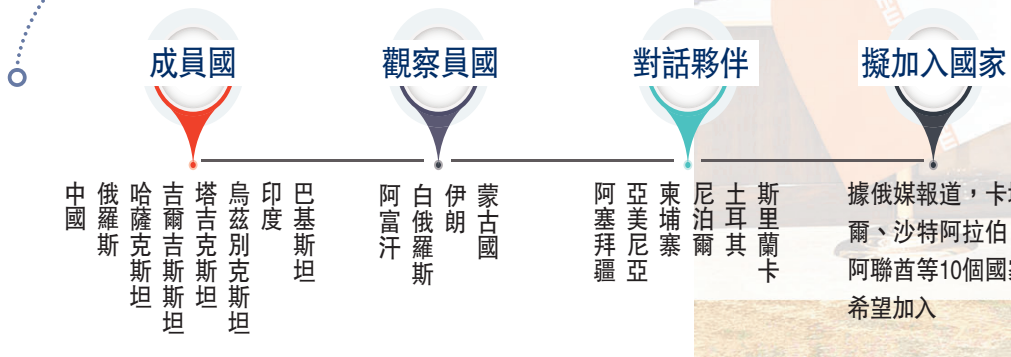 成員國
中國
俄羅斯
哈薩克斯坦
吉爾吉斯斯坦
塔吉克斯坦
烏茲別克斯坦
印度
巴基斯坦
觀察員國
阿富汗
白俄羅斯
伊朗
蒙古國
對話夥伴
阿塞拜疆
亞美尼亞
柬埔寨
尼泊爾
土耳其
斯里蘭卡
擬加入國家
據俄媒報道，卡塔
爾、沙特阿拉伯
阿聯酋等10個國家
希望加入